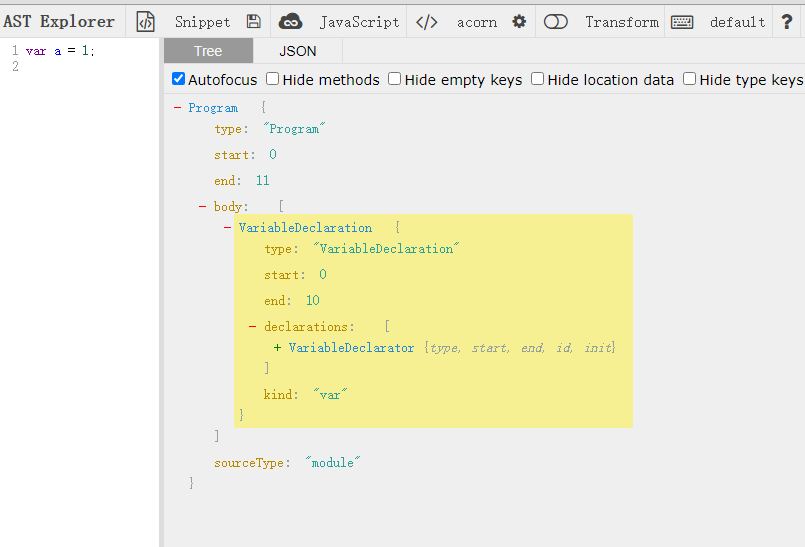 AST Explorer Snippet JavaScript </> acorn Transform default ?
Tree JSON
Autofocus Hide methods Hide empty keys Hide location data Hide type keys
1 var a = 1;
2
- Program {
type: "Program"
start: 0
end: 11
- body: [
- VariableDeclaration {
type: "VariableDeclaration"
start: 0
end: 10
- declarations: [
+ VariableDeclarator {type, start, end, id, init}
]
kind: "var"
}
]
sourceType: "module"
}